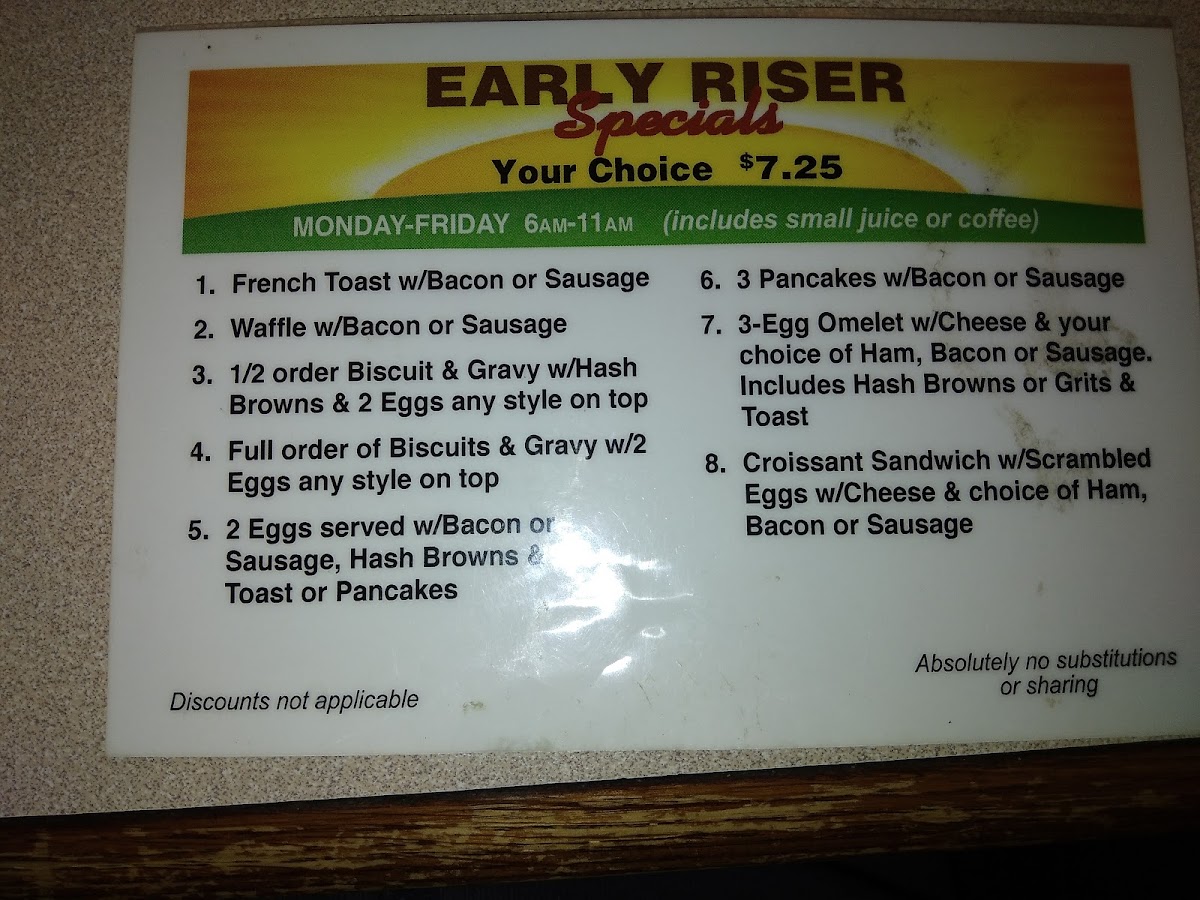 EARLY RISER
Specials
Your Choice $7.25
MONDAY-FRIDAY 6AM-11AM (includes small juice or coffee)
1. French Toast w/Bacon or Sausage
2. Waffle w/Bacon or Sausage
3. 1/2 order Biscuit & Gravy w/Hash
Browns & 2 Eggs any style on top
4. Full order of Biscuits & Gravy w/2
Eggs any style on top
5. 2 Eggs served w/Bacon or
Sausage, Hash Browns &
Toast or Pancakes
6. 3 Pancakes w/Bacon or Sausage
7. 3-Egg Omelet w/Cheese & your
choice of Ham, Bacon or Sausage.
Includes Hash Browns or Grits &
Toast
8. Croissant Sandwich w/Scrambled
Eggs w/Cheese & choice of Ham,
Bacon or Sausage
Discounts not applicable
Absolutely no substitutions
or sharing